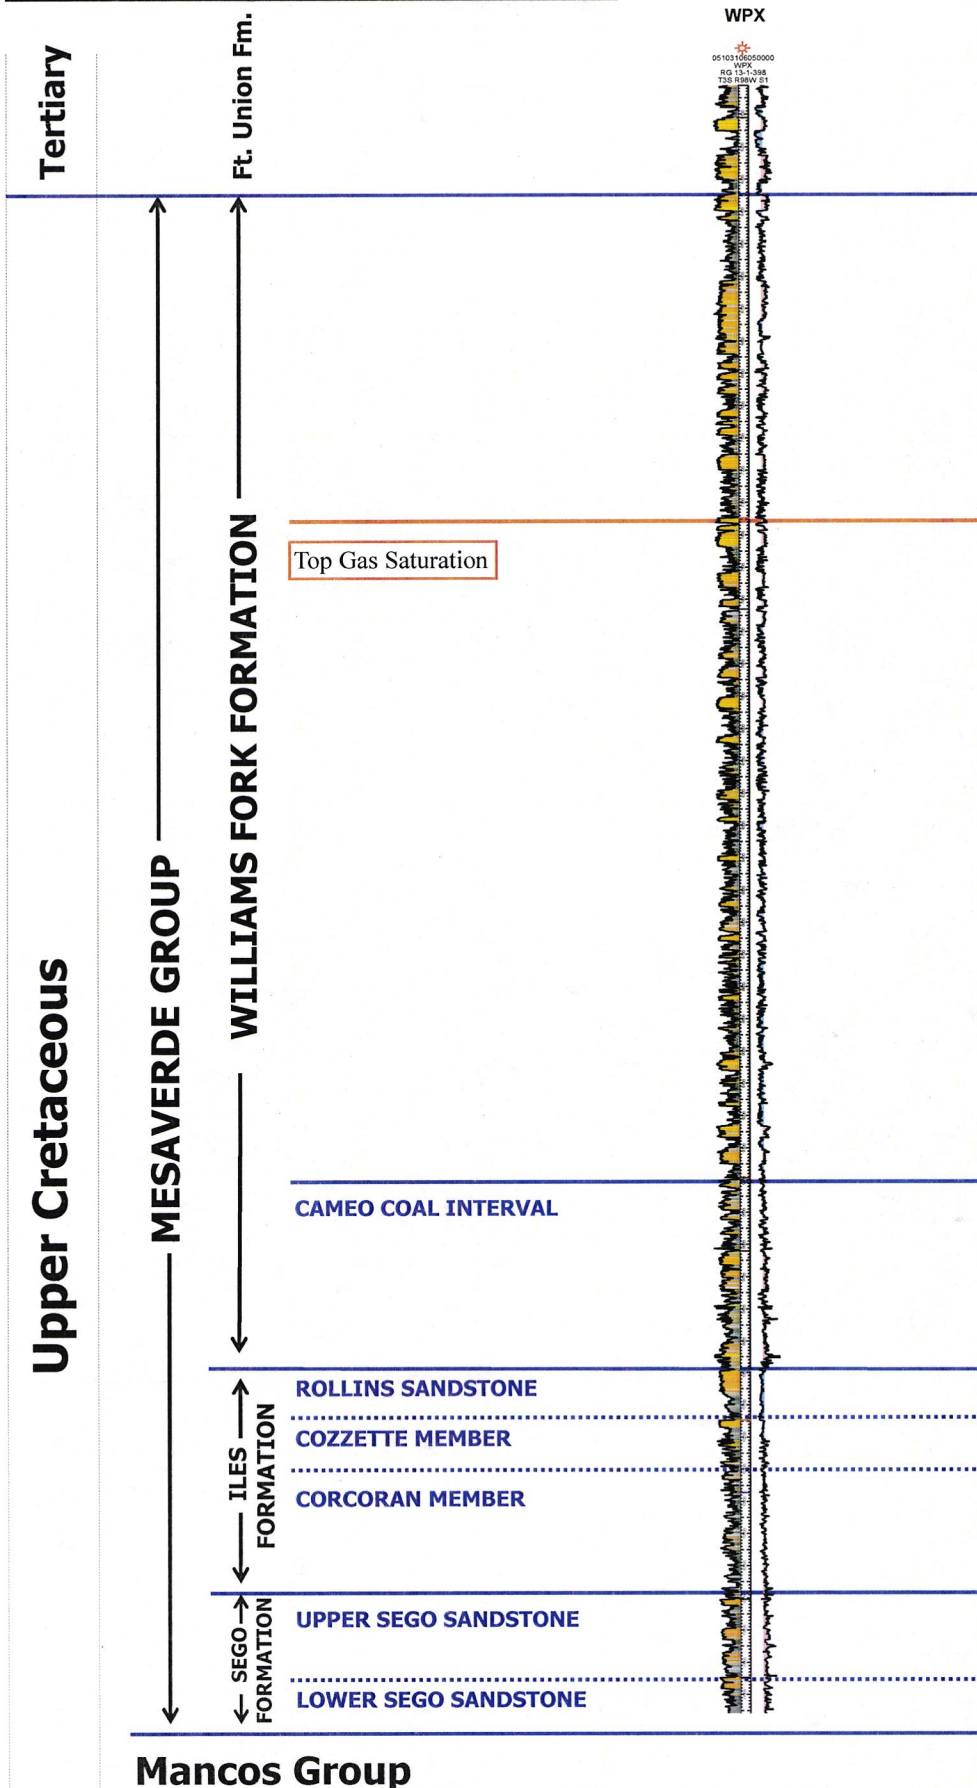 WPX
05103106050000
WPX
RG 13-1-398
T3S R98W S1
Tertiary
Ft. Union Fm.
Upper Cretaceous
MESAVERDE GROUP
WILLIAMS FORK FORMATION
Top Gas Saturation
CAMEO COAL INTERVAL
ILES
FORMATION
ROLLINS SANDSTONE
COZZETTE MEMBER
CORCORAN MEMBER
SEGO
FORMATION
UPPER SEGO SANDSTONE
LOWER SEGO SANDSTONE
Mancos Group